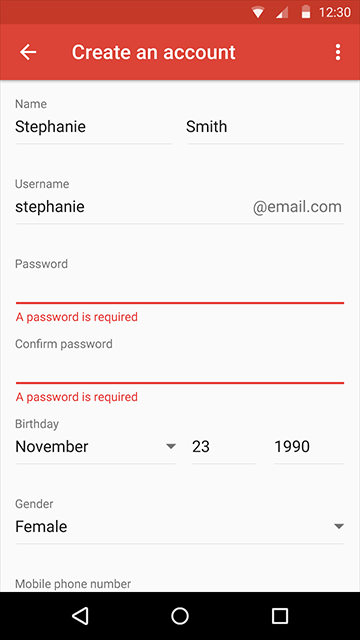 12:30
Create an account
Name
Stephanie Smith
Username
stephanie @email.com
Password
A password is required
Confirm password
A password is required
Birthday
November 23 1990
Gender
Female
Mobile phone number